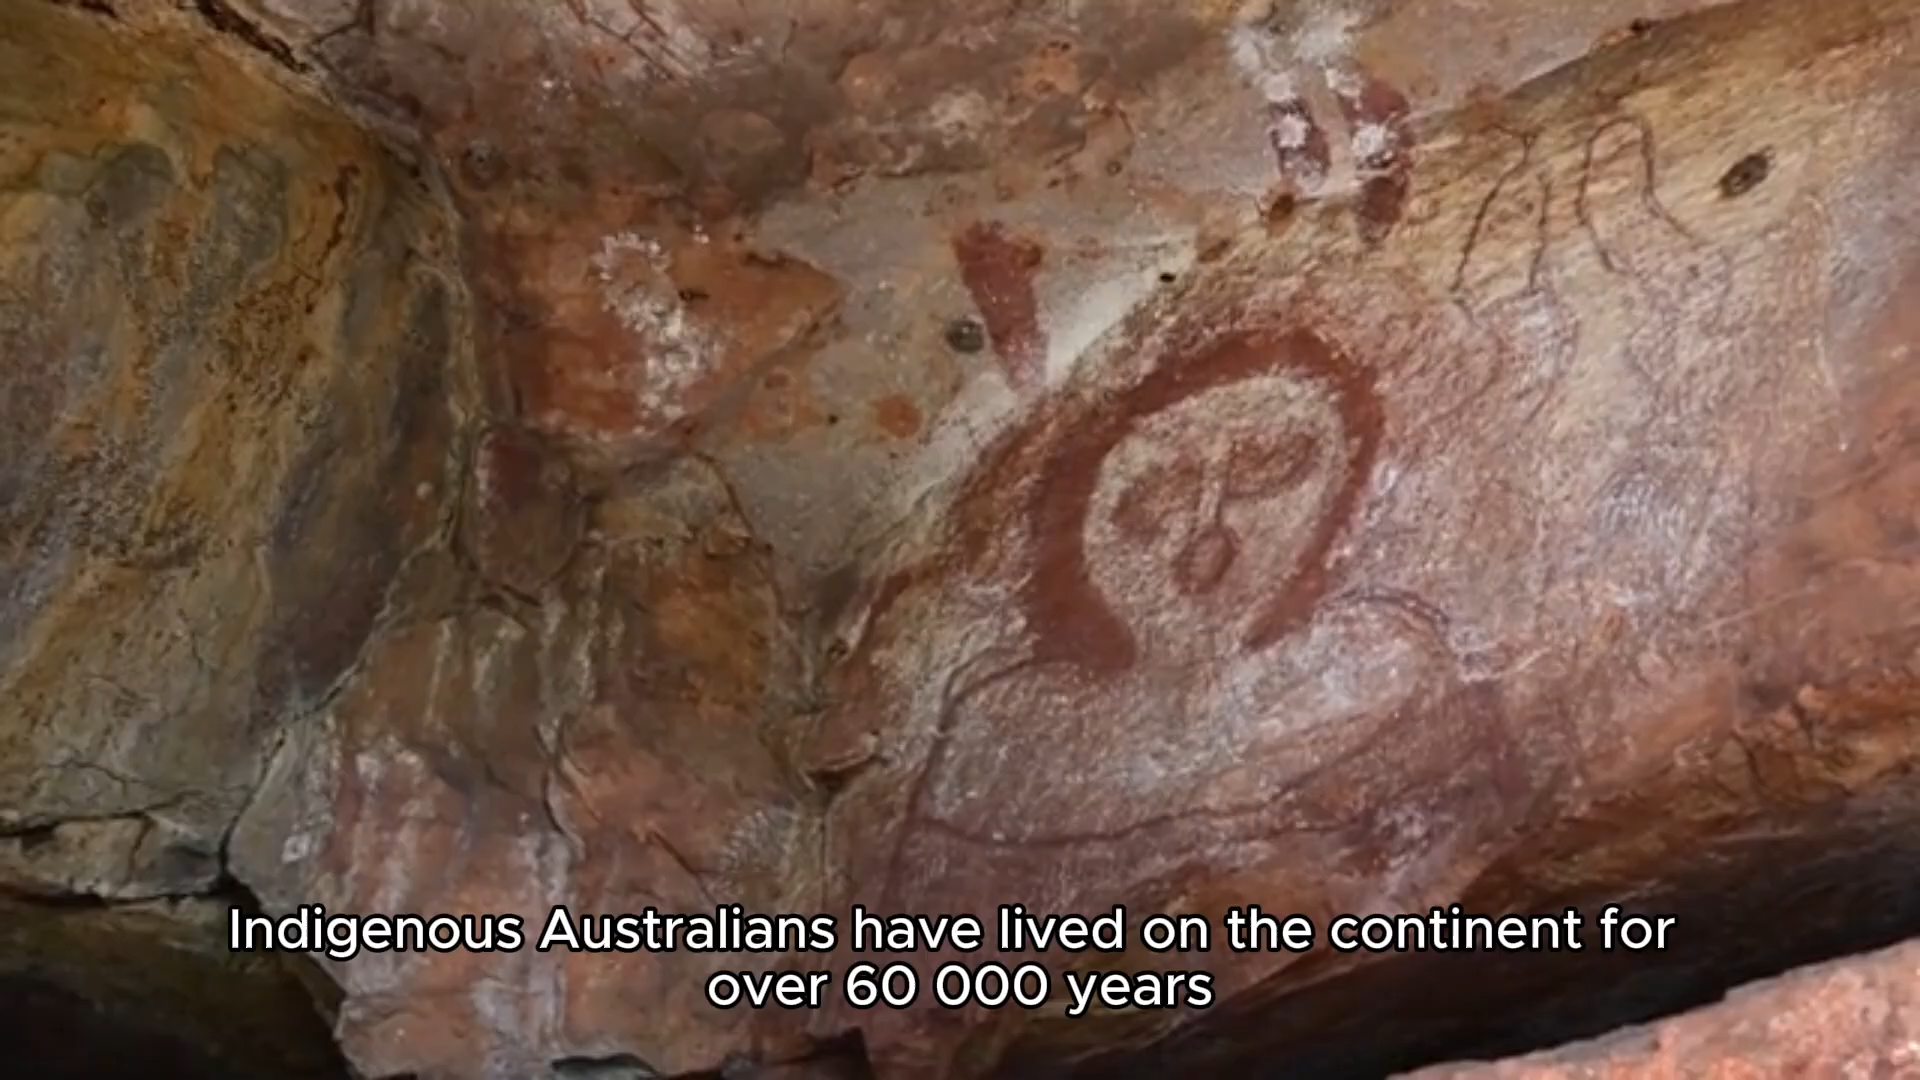 Indigenous Australians have lived on the continent for
over 60 000 years